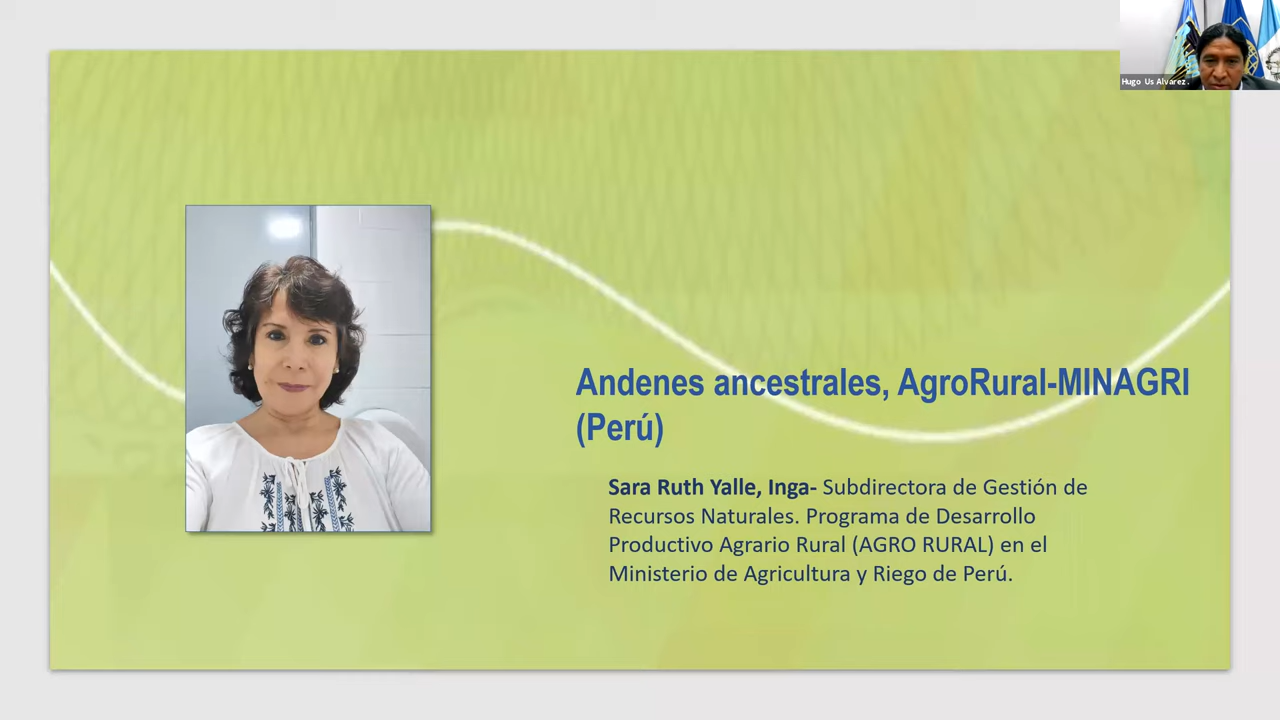 Hugo Us Alvarez.
Andenes ancestrales, AgroRural-MINAGRI
(Perú)
Sara Ruth Yalle, Inga- Subdirectora de Gestión de
Recursos Naturales. Programa de Desarrollo
Productivo Agrario Rural (AGRO RURAL) en el
Ministerio de Agricultura y Riego de Perú.